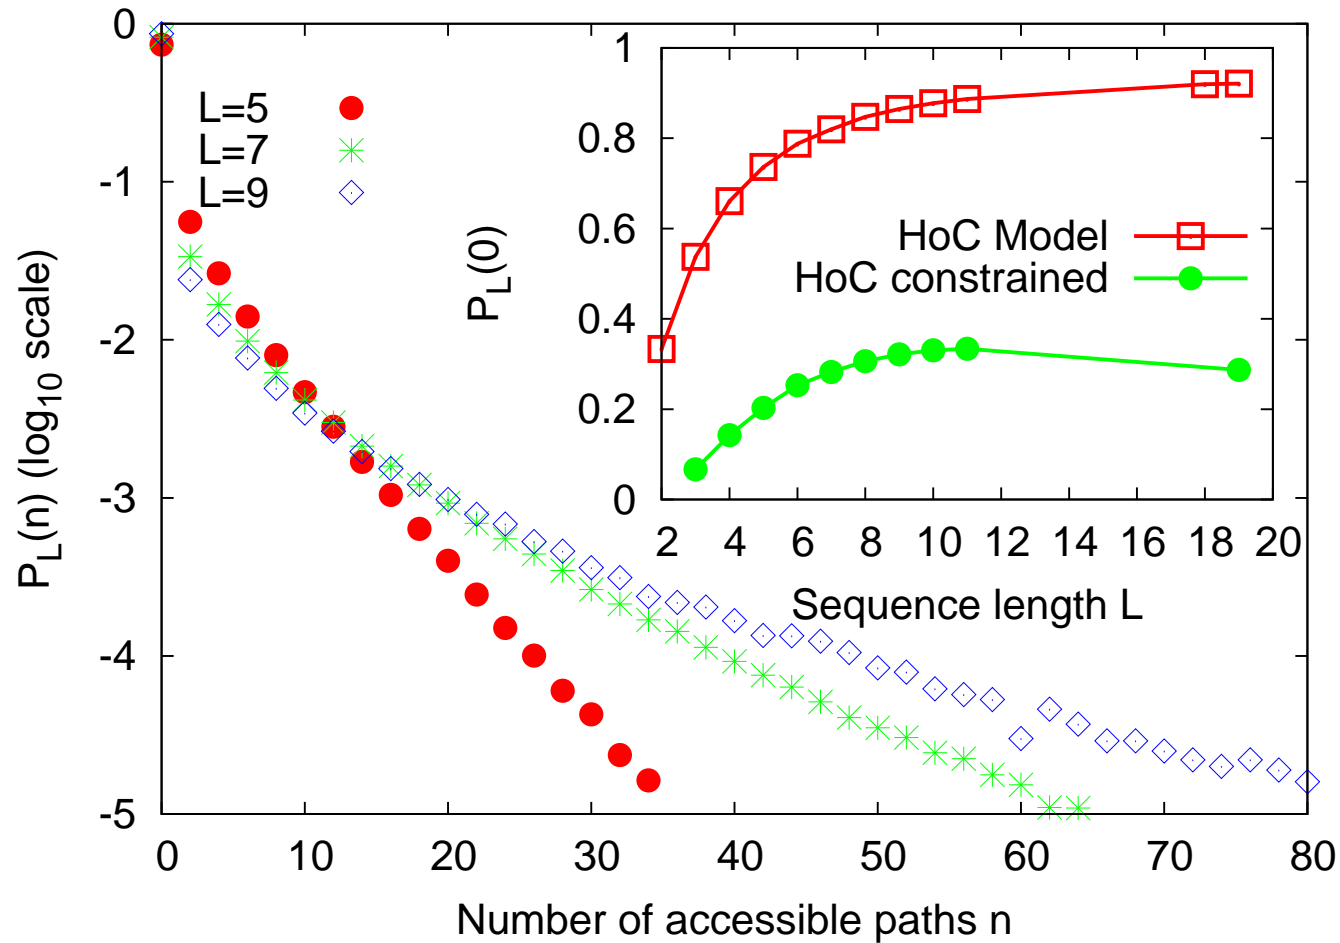 P_L(n) (log_10 scale)
0
-1
-2
-3
-4
-5
L=5
L=7
L=9
0 10 20 30 40 50 60 70 80
Number of accessible paths n
P_L(0)
1
0.8
0.6
0.4
0.2
0
HoC Model
HoC constrained
2 4 6 8 10 12 14 16 18 20
Sequence length L